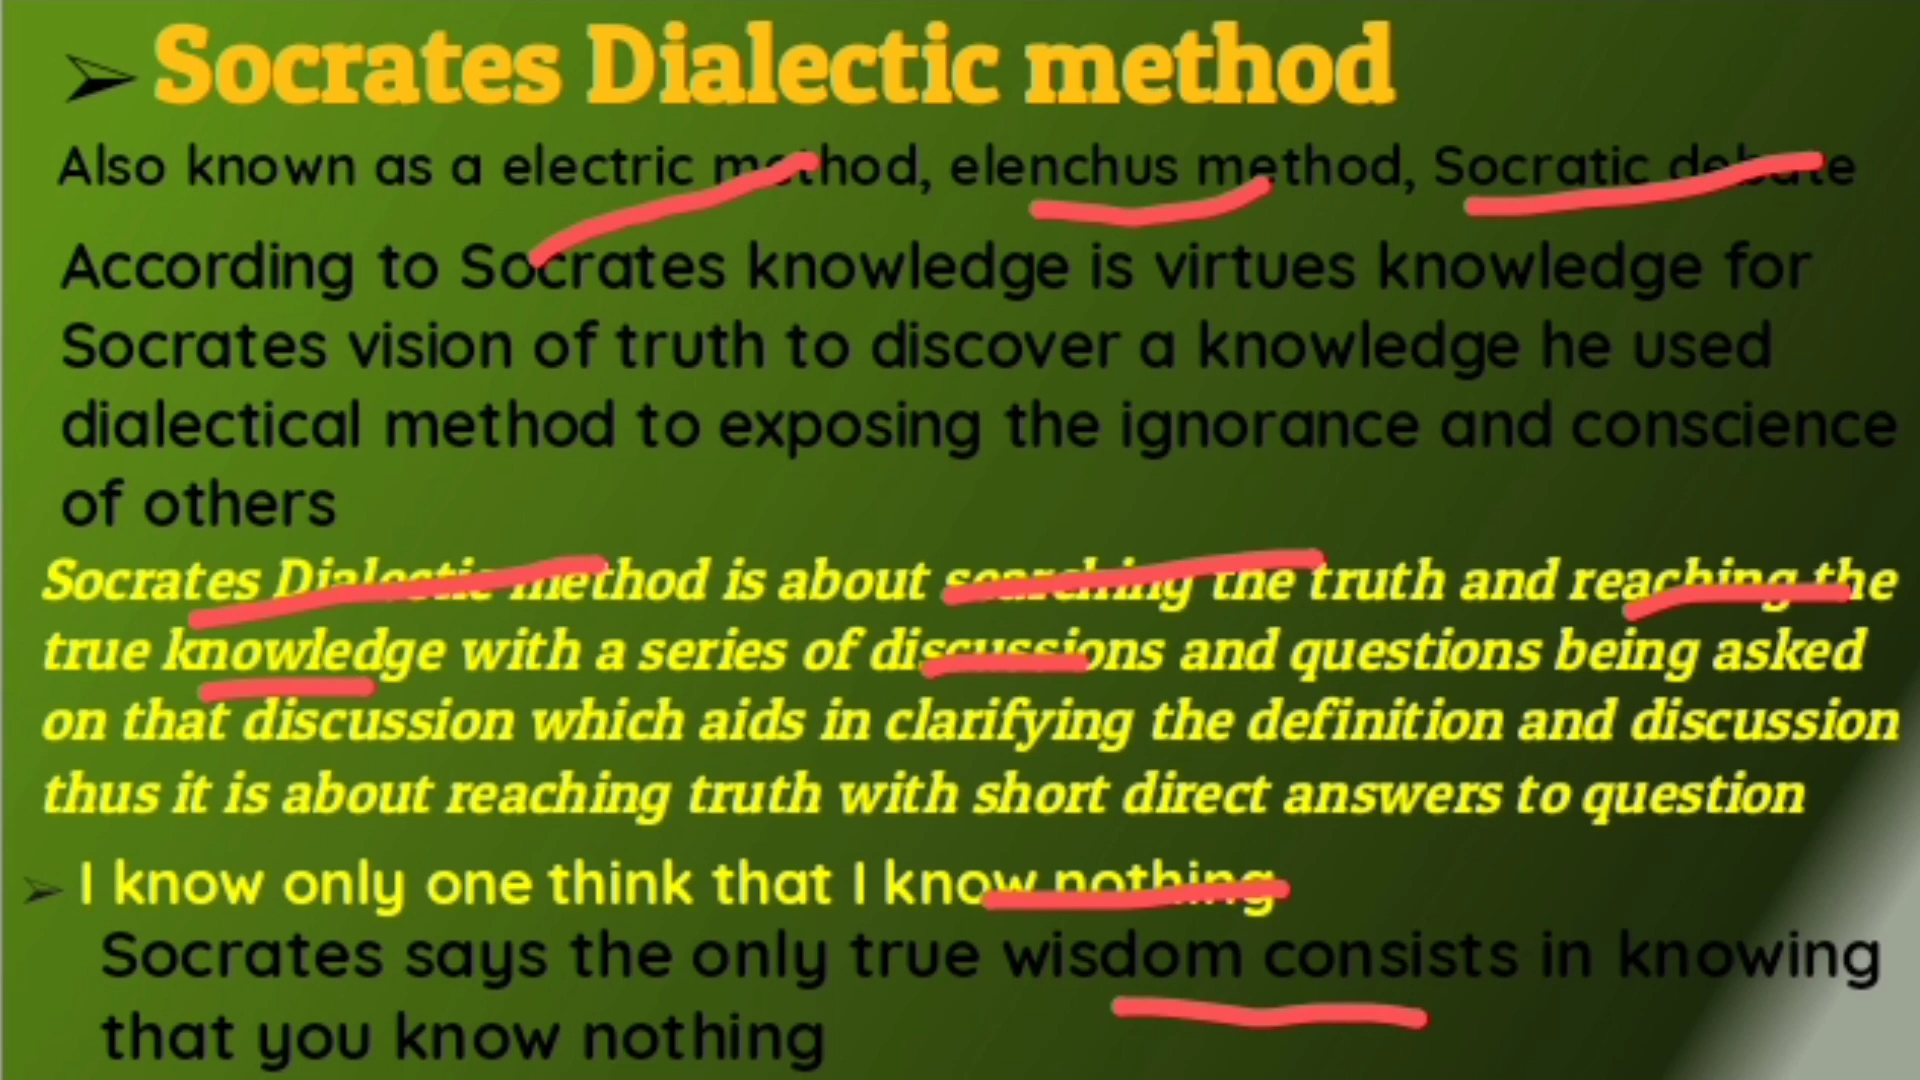 Socrates Dialectic method
Also known as a electric method, elenchus method, Socratic debate
According to Socrates knowledge is virtues knowledge for
Socrates vision of truth to discover a knowledge he used
dialectical method to exposing the ignorance and conscience
of others
Socrates Dialectic method is about searching the truth and reaching the
true knowledge with a series of discussions and questions being asked
on that discussion which aids in clarifying the definition and discussion
thus it is about reaching truth with short direct answers to question
I know only one think that I know nothing
Socrates says the only true wisdom consists in knowing
that you know nothing